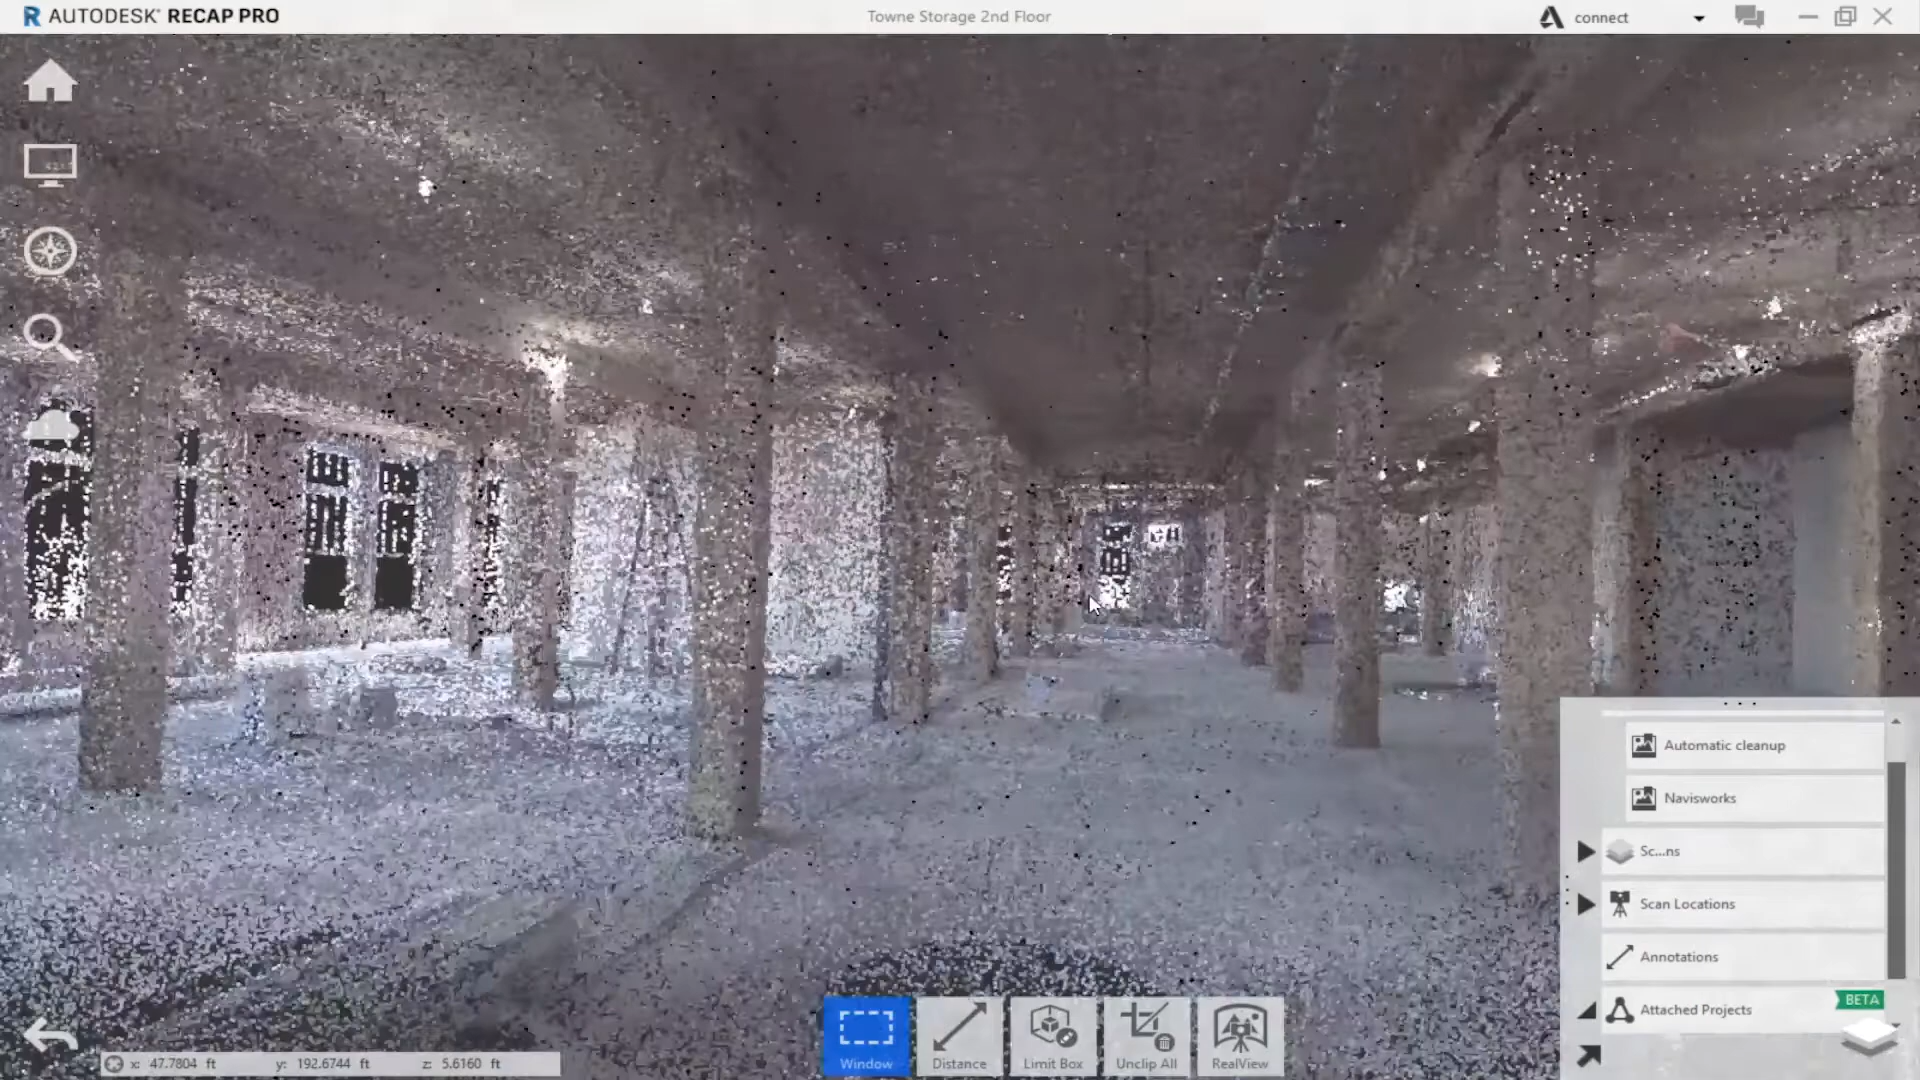 AUTODESK® RECAP PRO
Towne Storage 2nd Floor
connect
Automatic cleanup
Navisworks
Sc...ns
Scan Locations
Annotations
BETA
Attached Projects
Window
Distance
Limit Box
Unclip All
RealView
x: 47.7804 ft y: 192.6744 ft z: 5.6160 ft